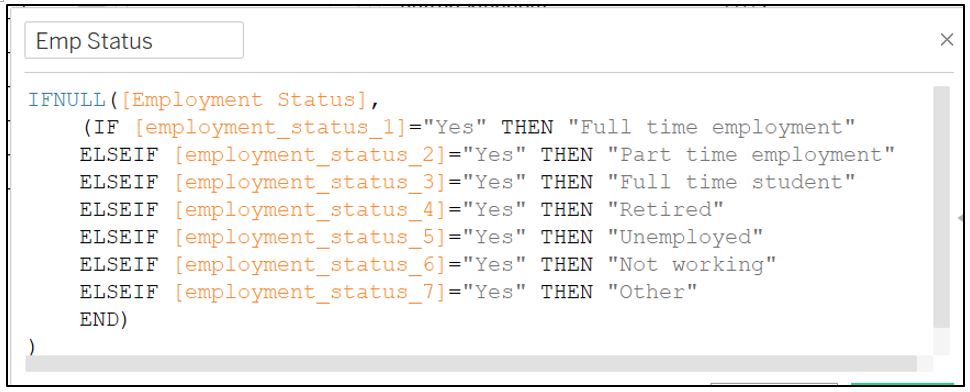 Emp Status
IFNULL([Employment Status],
(IF [employment_status_1]="Yes" THEN "Full time employment"
ELSEIF [employment_status_2]="Yes" THEN "Part time employment"
ELSEIF [employment_status_3]="Yes" THEN "Full time student"
ELSEIF [employment_status_4]="Yes" THEN "Retired"
ELSEIF [employment_status_5]="Yes" THEN "Unemployed"
ELSEIF [employment_status_6]="Yes" THEN "Not working"
ELSEIF [employment_status_7]="Yes" THEN "Other"
END)
)